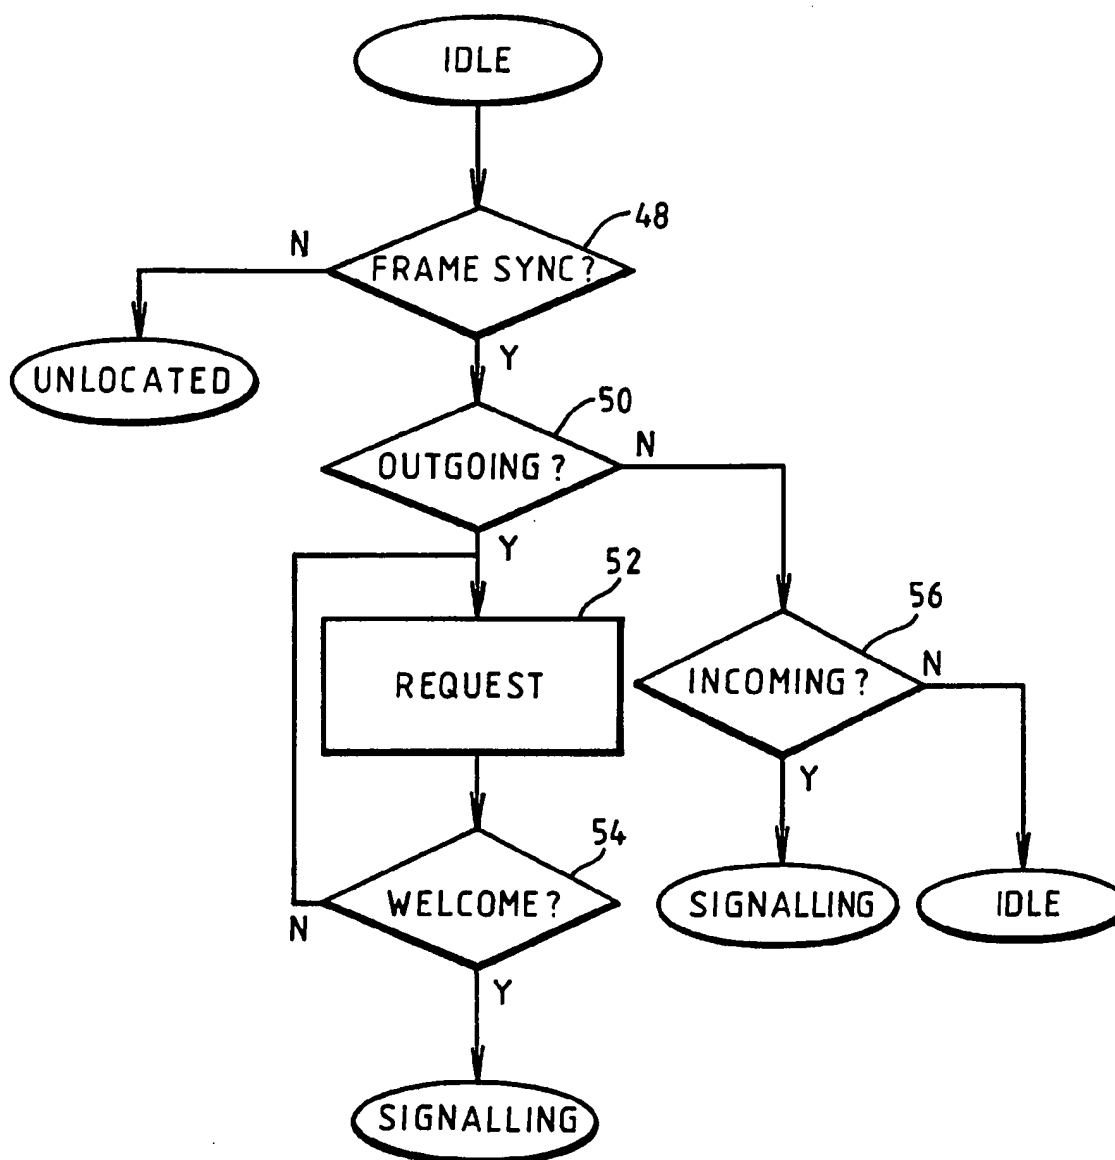 IDLE
48
N
FRAME SYNC?
Y
UNLOCATED
50
N
OUTGOING?
Y
52
56
REQUEST
INCOMING?
N
Y
54
WELCOME?
N
SIGNALLING
IDLE
Y
SIGNALLING